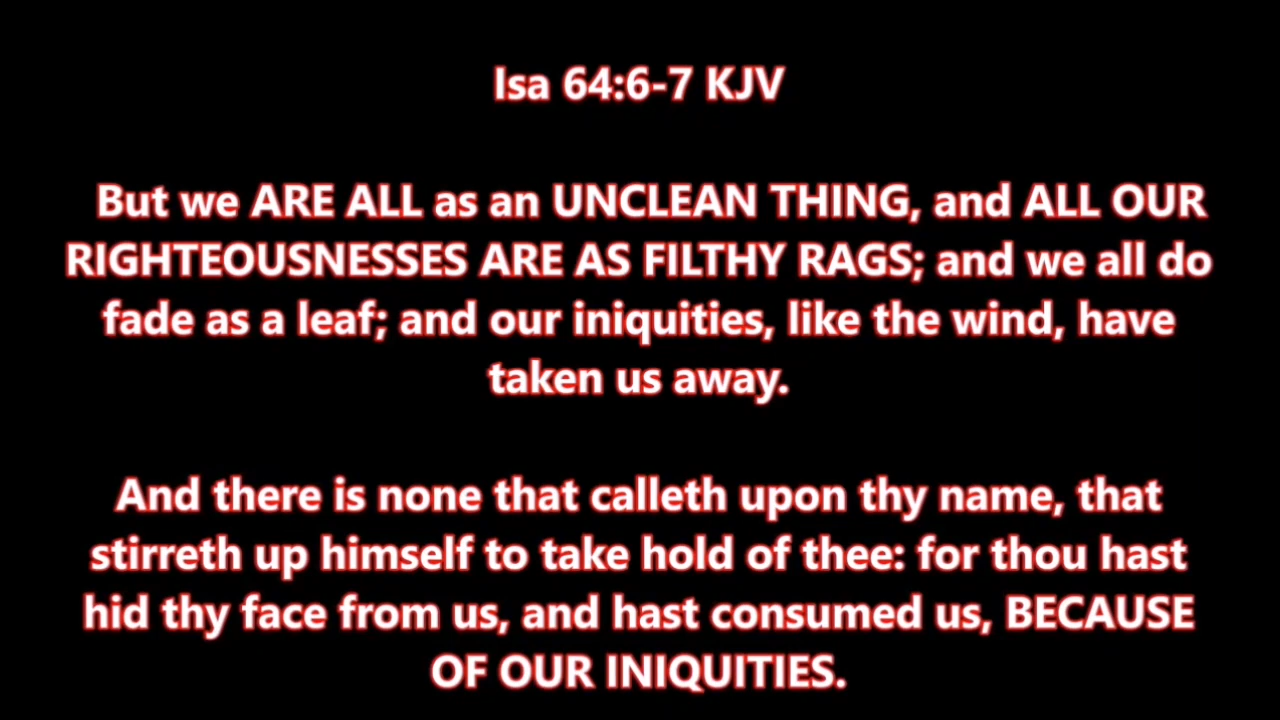 Isa 64:6-7 KJV
But we ARE ALL as an UNCLEAN THING, and ALL OUR
RIGHTEOUSNESSES ARE AS FILTHY RAGS; and we all do
fade as a leaf; and our iniquities, like the wind, have
taken us away.
And there is none that calleth upon thy name, that
stirreth up himself to take hold of thee: for thou hast
hid thy face from us, and hast consumed us, BECAUSE
OF OUR INIQUITIES.